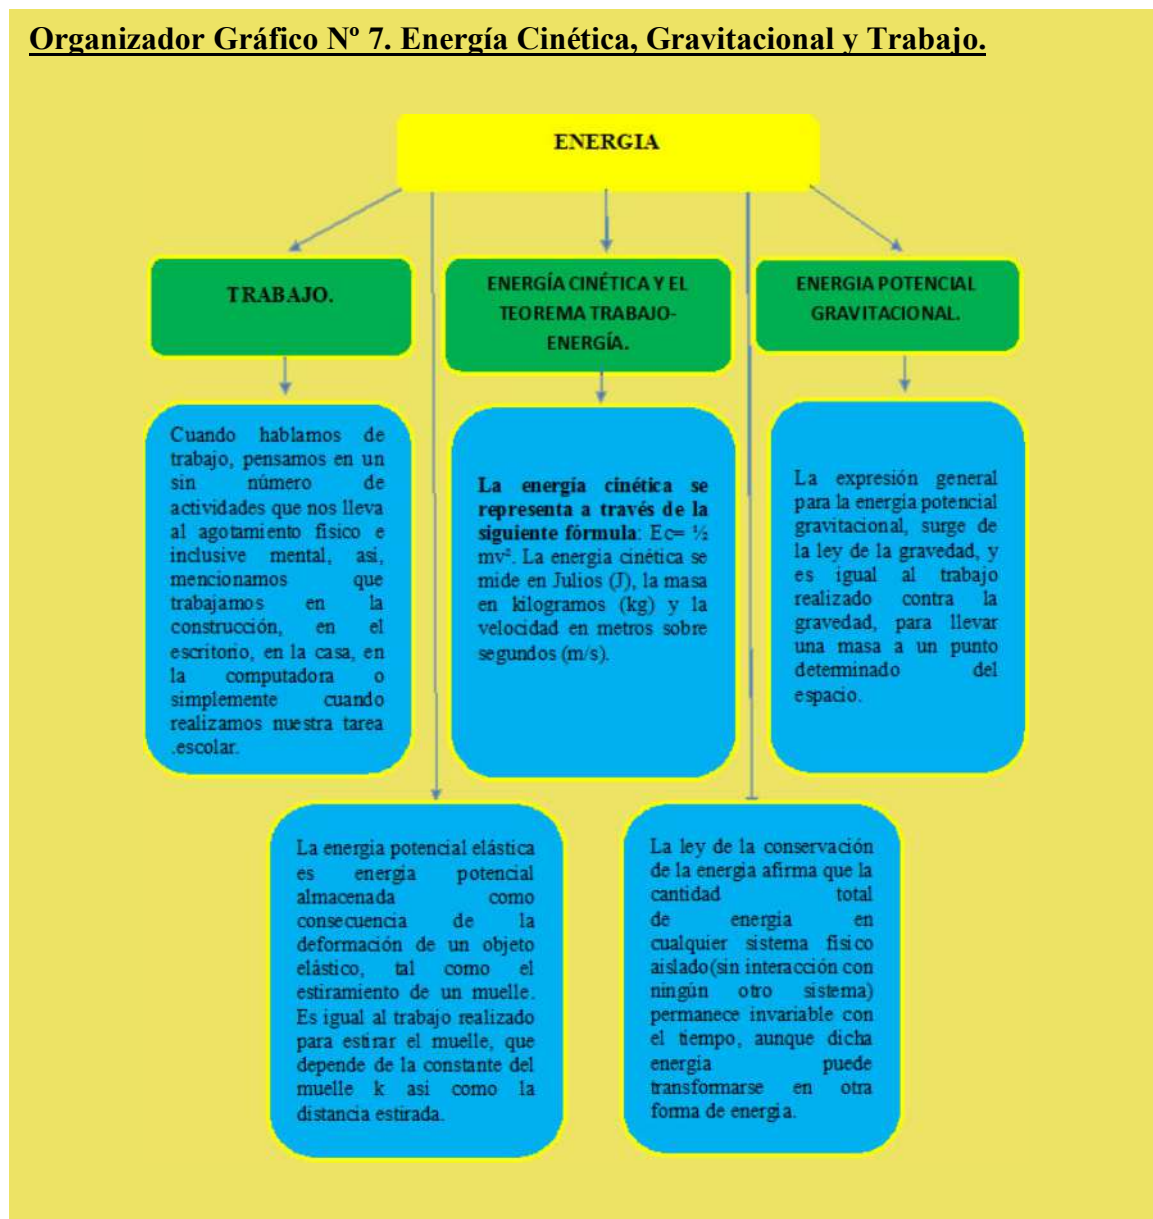 Organizador Gráfico Nº 7. Energía Cinética, Gravitacional y Trabajo.
ENERGIA
TRABAJO.
ENERGÍA CINÉTICA Y EL
TEOREMA TRABAJO-
ENERGÍA.
ENERGIA POTENCIAL
GRAVITACIONAL.
Cuando hablamos de
trabajo, pensamos en un
sin número de
actividades que nos lleva
al agotamiento físico e
inclusive mental, así,
mencionamos que
trabajamos en la
construcción, en el
escritorio, en la casa, en
la computadora o
simplemente cuando
realizamos nuestra tarea
.escolar.
La energía cinética se
representa a través de la
siguiente fórmula: Ec= ½
mv². La energia cinética se
mide en Julios (J), la masa
en kilogramos (kg) y la
velocidad en metros sobre
segundos (m/s).
La expresión general
para la energía potencial
gravitacional, surge de
la ley de la gravedad, y
es igual al trabajo
realizado contra la
gravedad, para llevar
una masa a un punto
determinado del
espacio.
La energia potencial elástica
es energía potencial
almacenada como
consecuencia de la
deformación de un objeto
elástico, tal como el
estiramiento de un muelle.
Es igual al trabajo realizado
para estirar el muelle, que
depende de la constante del
muelle k así como la
distancia estirada.
La ley de la conservación
de la energia afirma que la
cantidad total
de energía en
cualquier sistema físico
aislado(sin interacción con
ningún otro sistema)
permanece invariable con
el tiempo, aunque dicha
energia puede
transformarse en otra
forma de energía.